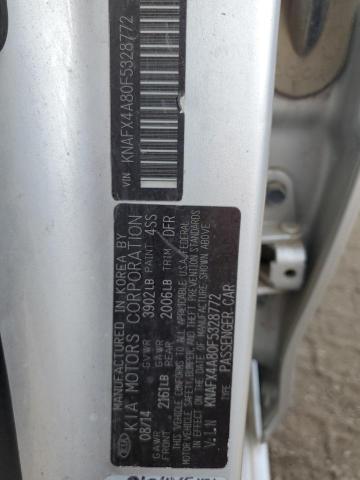 VIN KNAFX4A80F5328772
MANUFACTURED IN KOREA BY
KIA MOTORS CORPORATION
08/14 GVWR 3902LB PAINT 4SS
GAWR FRONT 2161LB GAWR REAR 2006LB TRIM DFR
THIS VEHICLE CONFORMS TO ALL APPLICABLE U.S.A. FEDERAL
MOTOR VEHICLE SAFETY, BUMPER, AND THEFT PREVENTION STANDARDS
IN EFFECT ON THE DATE OF MANUFACTURE SHOWN ABOVE.
V.I.N KNAFX4A80F5328772
TYPE: PASSENGER CAR
KIA